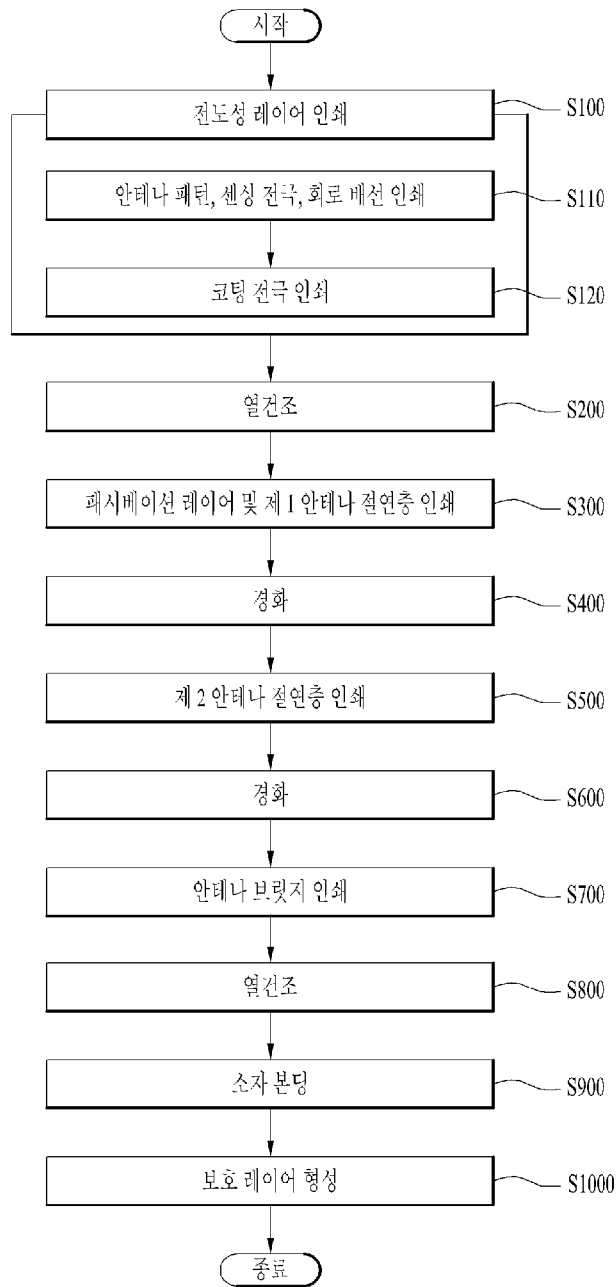 시작
전도성 레이어 인쇄
S100
안테나 패턴, 센싱 전극, 회로 배선 인쇄
S110
코팅 전극 인쇄
S120
열건조
S200
패시베이션 레이어 및 제 1 안테나 절연층 인쇄
S300
경화
S400
제 2 안테나 절연층 인쇄
S500
경화
S600
안테나 브릿지 인쇄
S700
열건조
S800
소자 본딩
S900
보호 레이어 형성
S1000
종료